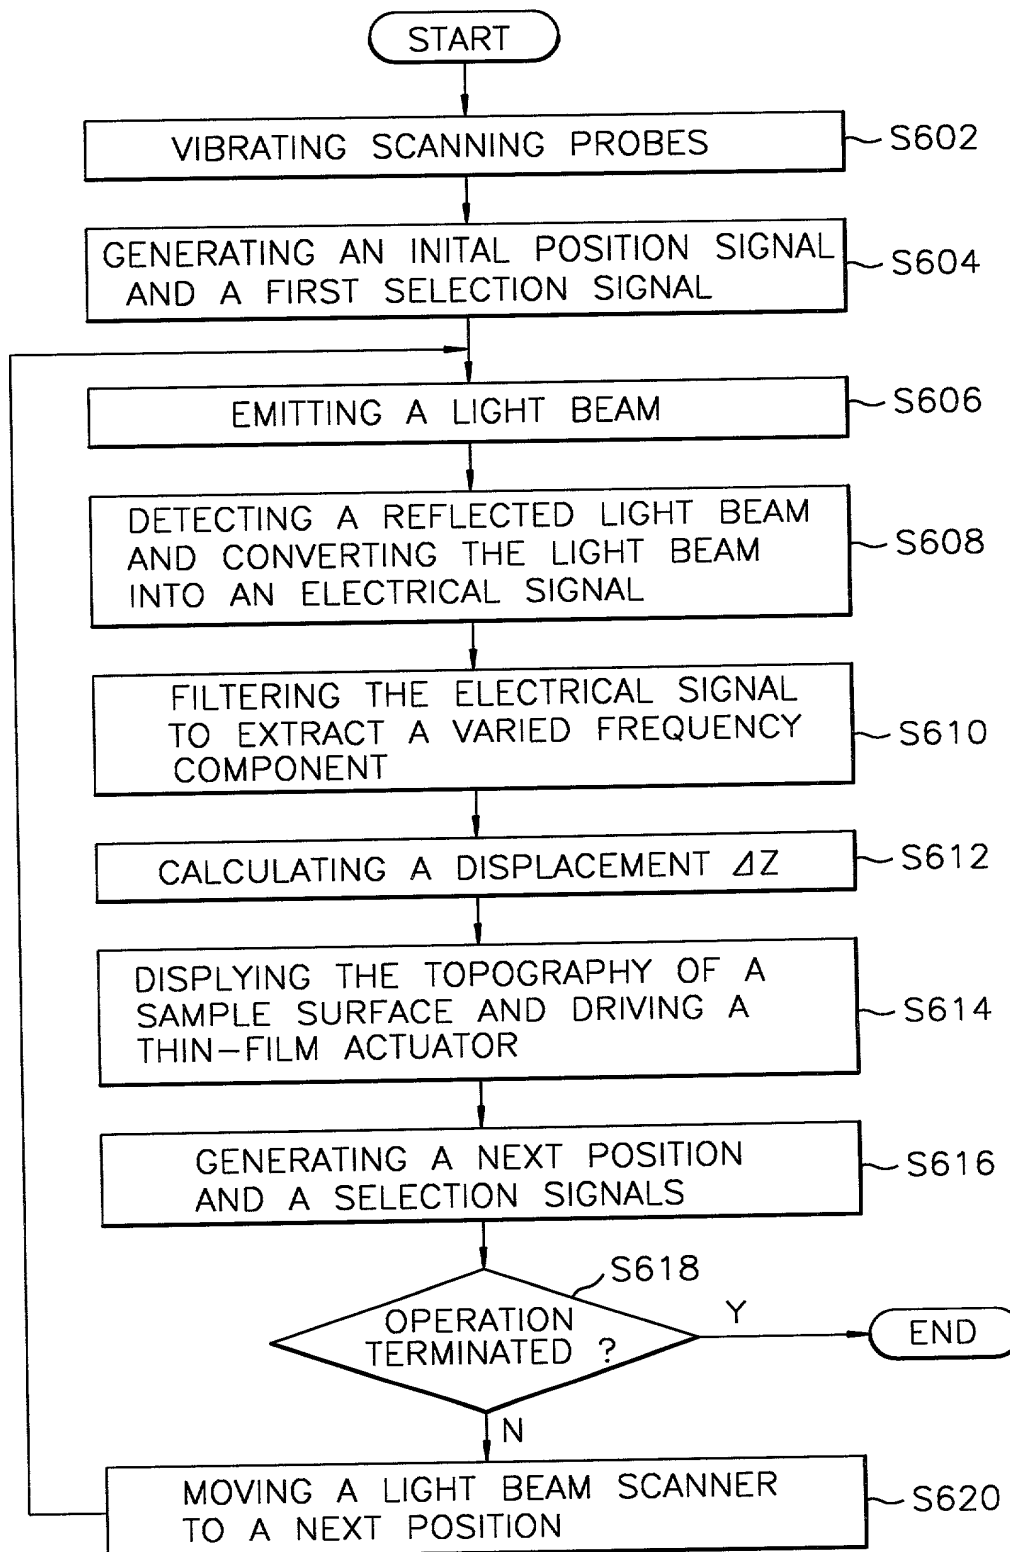 START
VIBRATING SCANNING PROBES
S602
GENERATING AN INITAL POSITION SIGNAL
AND A FIRST SELECTION SIGNAL
S604
EMITTING A LIGHT BEAM
S606
DETECTING A REFLECTED LIGHT BEAM
AND CONVERTING THE LIGHT BEAM
INTO AN ELECTRICAL SIGNAL
S608
FILTERING THE ELECTRICAL SIGNAL
TO EXTRACT A VARIED FREQUENCY
COMPONENT
S610
CALCULATING A DISPLACEMENT ⊿Z
S612
DISPLYING THE TOPOGRAPHY OF A
SAMPLE SURFACE AND DRIVING A
THIN-FILM ACTUATOR
S614
GENERATING A NEXT POSITION
AND A SELECTION SIGNALS
S616
S618
OPERATION
TERMINATED ?
Y
END
N
MOVING A LIGHT BEAM SCANNER
TO A NEXT POSITION
S620